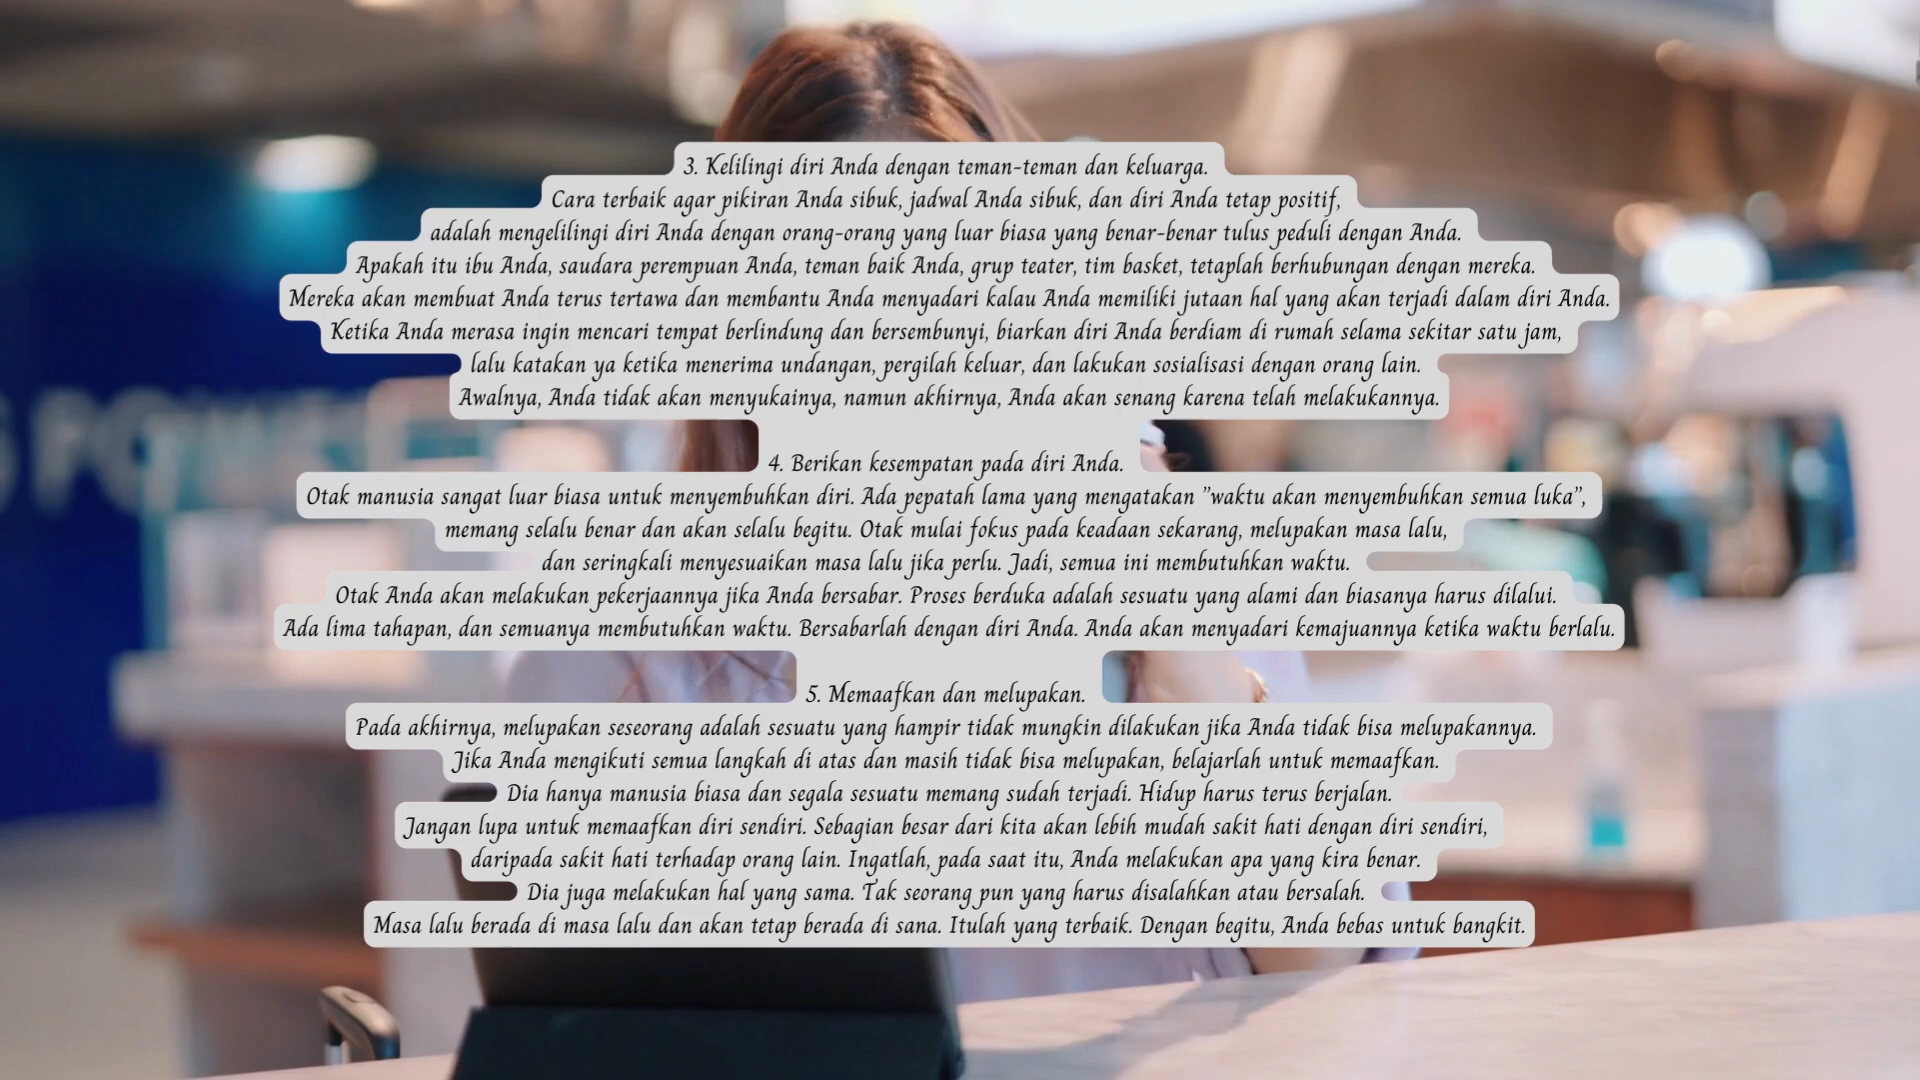 3. Kelilingi diri Anda dengan teman-teman dan keluarga.
Cara terbaik agar pikiran Anda sibuk, jadwal Anda sibuk, dan diri Anda tetap positif,
adalah mengelilingi diri Anda dengan orang-orang yang luar biasa yang benar-benar tulus peduli dengan Anda.
Apakah itu ibu Anda, saudara perempuan Anda, teman baik Anda, grup teater, tim basket, tetaplah berhubungan dengan mereka.
Mereka akan membuat Anda terus tertawa dan membantu Anda menyadari kalau Anda memiliki jutaan hal yang akan terjadi dalam diri Anda.
Ketika Anda merasa ingin mencari tempat berlindung dan bersembunyi, biarkan diri Anda berdiam di rumah selama sekitar satu jam,
lalu katakan ya ketika menerima undangan, pergilah keluar, dan lakukan sosialisasi dengan orang lain.
Awalnya, Anda tidak akan menyukainya, namun akhirnya, Anda akan senang karena telah melakukannya.
4. Berikan kesempatan pada diri Anda.
Otak manusia sangat luar biasa untuk menyembuhkan diri. Ada pepatah lama yang mengatakan "waktu akan menyembuhkan semua luka",
memang selalu benar dan akan selalu begitu. Otak mulai fokus pada keadaan sekarang, melupakan masa lalu,
dan seringkali menyesuaikan masa lalu jika perlu. Jadi, semua ini membutuhkan waktu.
Otak Anda akan melakukan pekerjaannya jika Anda bersabar. Proses berduka adalah sesuatu yang alami dan biasanya harus dilalui.
Ada lima tahapan, dan semuanya membutuhkan waktu. Bersabarlah dengan diri Anda. Anda akan menyadari kemajuannya ketika waktu berlalu.
5. Memaafkan dan melupakan.
Pada akhirnya, melupakan seseorang adalah sesuatu yang hampir tidak mungkin dilakukan jika Anda tidak bisa melupakannya.
Jika Anda mengikuti semua langkah di atas dan masih tidak bisa melupakan, belajarlah untuk memaafkan.
Dia hanya manusia biasa dan segala sesuatu memang sudah terjadi. Hidup harus terus berjalan.
Jangan lupa untuk memaafkan diri sendiri. Sebagian besar dari kita akan lebih mudah sakit hati dengan diri sendiri,
daripada sakit hati terhadap orang lain. Ingatlah, pada saat itu, Anda melakukan apa yang kira benar.
Dia juga melakukan hal yang sama. Tak seorang pun yang harus disalahkan atau bersalah.
Masa lalu berada di masa lalu dan akan tetap berada di sana. Itulah yang terbaik. Dengan begitu, Anda bebas untuk bangkit.